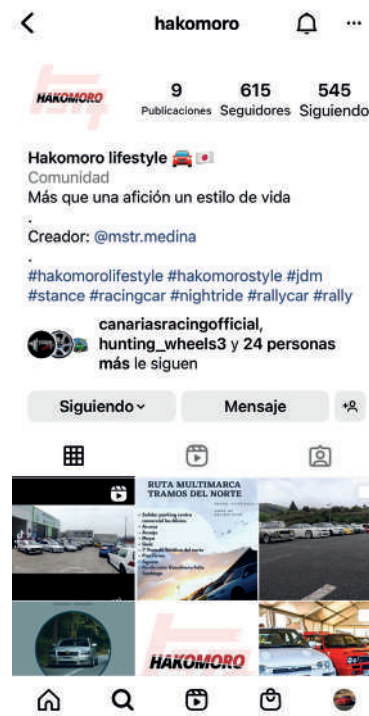 hakomoro
HAKOMORO
9 615 545
Publicaciones Seguidores Siguiendo
Hakomoro lifestyle
Comunidad
Más que una afición un estilo de vida
.
Creador: @mstr.medina
.
#hakomorolifestyle #hakomorostyle #jdm
#stance #racingcar #nightride #rallycar #rally
canariasracingofficial,
hunting_wheels3 y 24 personas
más le siguen
Siguiendo Mensaje
RUTA MULTIMARCA
TRAMOS DEL NORTE
HAKOMORO